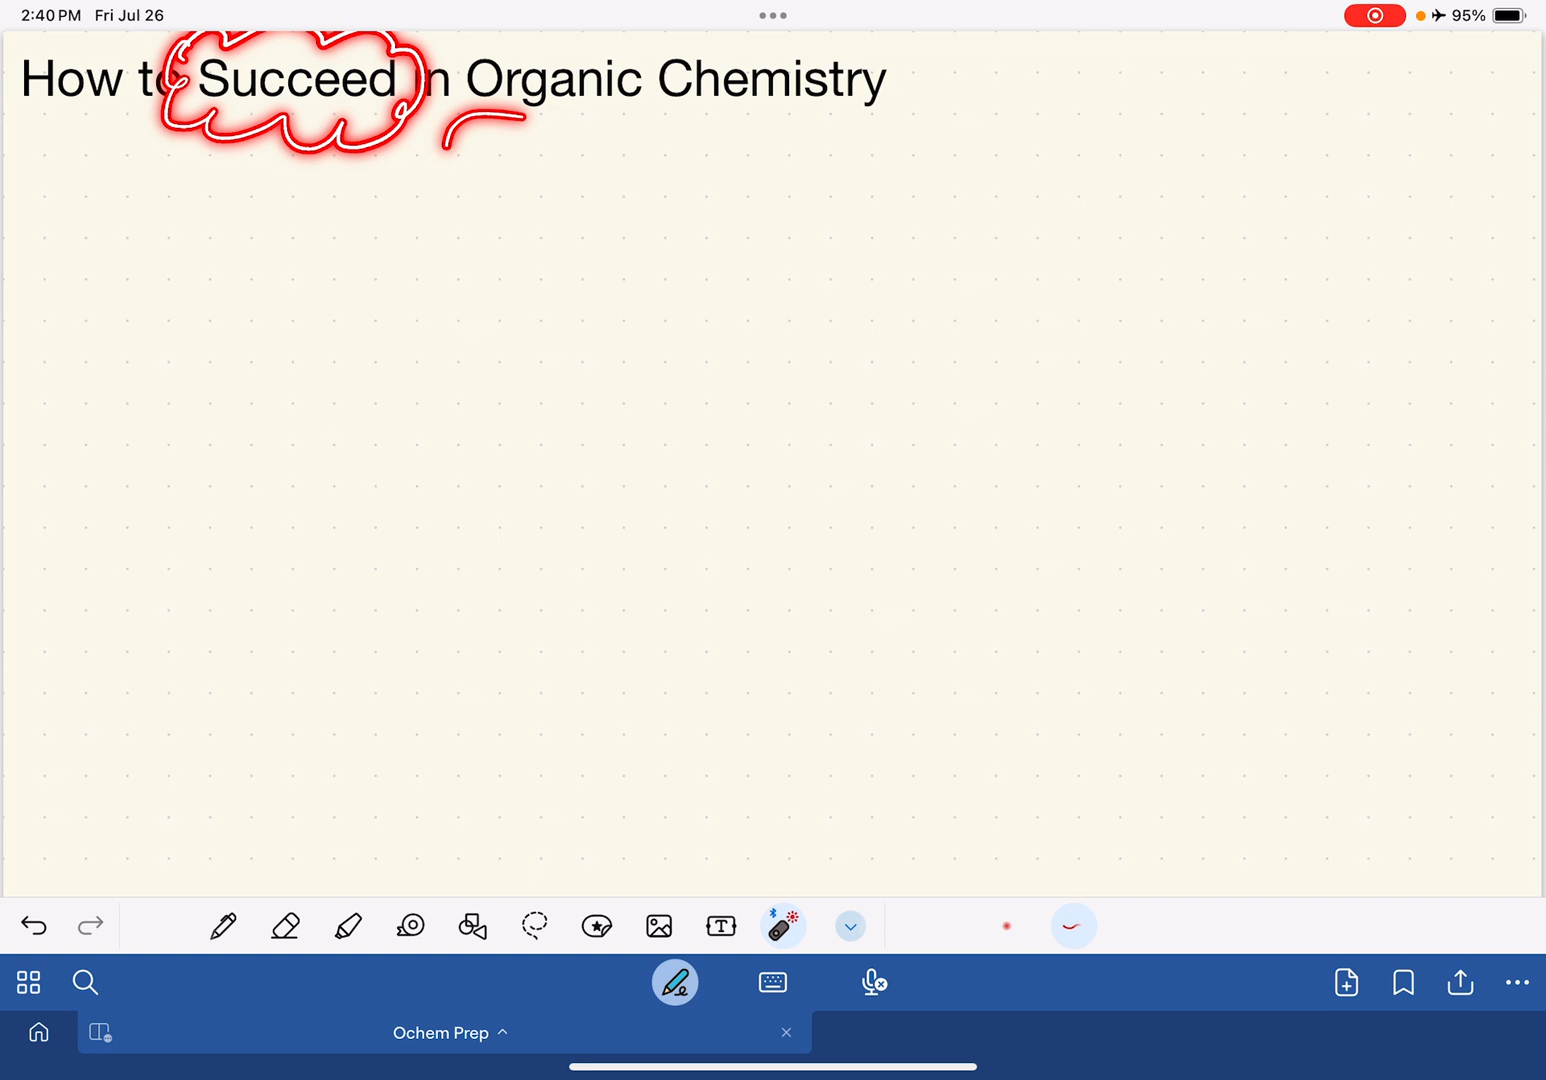 2:40 PM Fri Jul 26
95%
How to Succeed in Organic Chemistry
T
Ochem Prep